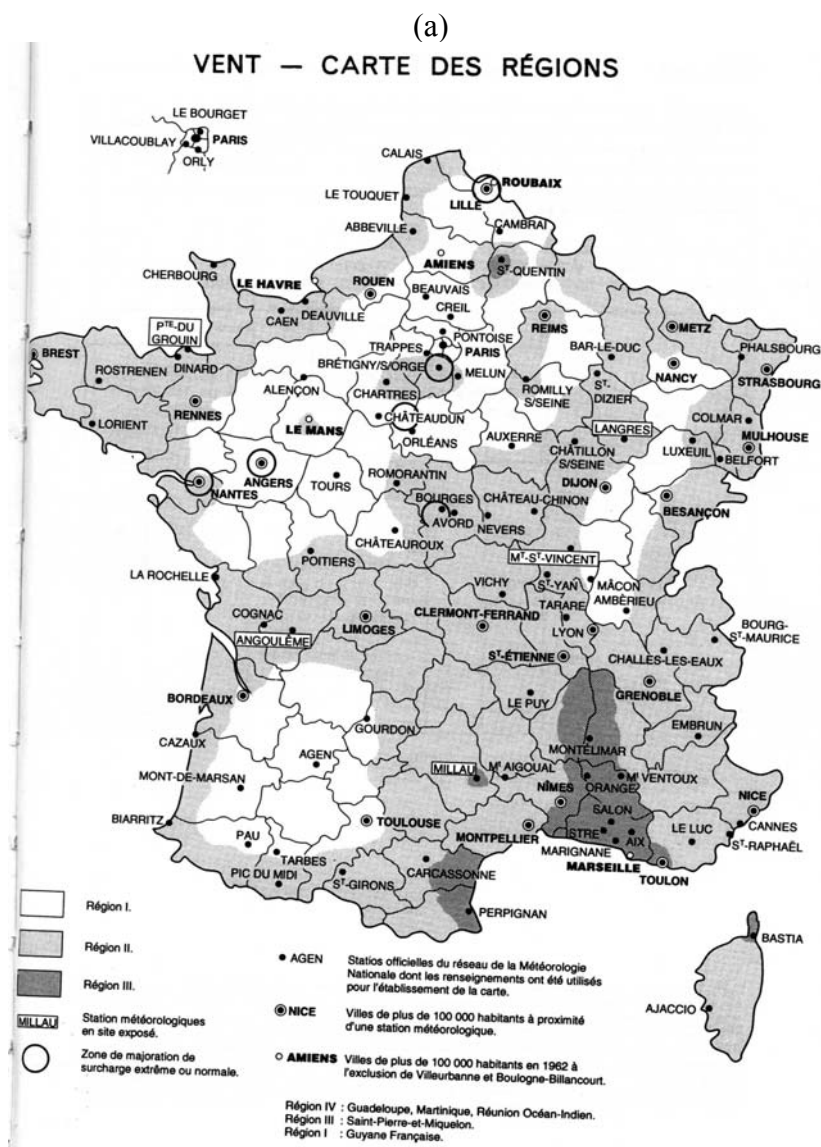 (a)
VENT — CARTE DES RÉGIONS
LE BOURGET
VILLACOUBLAY
PARIS
ORLY
CALAIS
ROUBAIX
LE TOUQUET
LILLE
ABBEVILLE
CAMBRAI
CHERBOURG
AMIENS
ST-QUENTIN
LE HAVRE
ROUEN
BEAUVAIS
CREIL
CAEN
DEAUVILLE
REIMS
METZ
PTE-DU
GROUIN
PONTOISE
TRAPPES
PARIS
BAR-LE-DUC
PHALSBOURG
BREST
ROSTRENEN
DINARD
BRÉTIGNY/S/ORGE
MELUN
NANCY
STRASBOURG
ALENÇON
CHARTRES
ROMILLY
S/SEINE
ST-
DIZIER
RENNES
CHÂTEAUDUN
LANGRES
COLMAR
LORIENT
LE MANS
ORLÉANS
AUXERRE
CHÂTILLON
S/SEINE
LUXEUIL
MULHOUSE
BELFORT
ANGERS
ROMORANTIN
DIJON
NANTES
TOURS
BOURGES
AVORD
NEVERS
CHÂTEAU-CHINON
BESANÇON
CHÂTEAUROUX
POITIERS
MT-ST-VINCENT
LA ROCHELLE
VICHY
ST-YAN
MÂCON
AMBÈRIEU
COGNAC
LIMOGES
CLERMONT-FERRAND
TARARE
LYON
BOURG-
ST-MAURICE
ANGOULÊME
ST-ÉTIENNE
CHALLES-LES-EAUX
BORDEAUX
LE PUY
GRENOBLE
GOURDON
EMBRUN
CAZAUX
AGEN
MONTÉLIMAR
MONT-DE-MARSAN
MILLAU
MT AIGOUAL
ORANGE
MT VENTOUX
NÎMES
NICE
BIARRITZ
TOULOUSE
MONTPELLIER
SALON
STRE
AIX
LE LUC
CANNES
ST-RAPHAËL
PAU
TARBES
MARIGNANE
MARSEILLE
TOULON
PIC DU MIDI
ST-GIRONS
CARCASSONNE
PERPIGNAN
BASTIA
AJACCIO
Région I.
Région II.
Région III.
MILLAU
Station météorologiques
en site exposé.
Zone de majoration de
surcharge extrême ou normale.
AGEN
Statios officielles du réseau de la Météorologie
Nationale dont les renseignements ont été utilisés
pour l'établissement de la carte.
NICE
Villes de plus de 100 000 habitants à proximité
d'une station météorologique.
AMIENS
Villes de plus de 100 000 habitants en 1962 à
l'exclusion de Villeurbanne et Boulogne-Billancourt.
Région IV : Guadeloupe, Martinique, Réunion Océan-Indien.
Région III : Saint-Pierre-et-Miquelon.
Région I : Guyane Française.